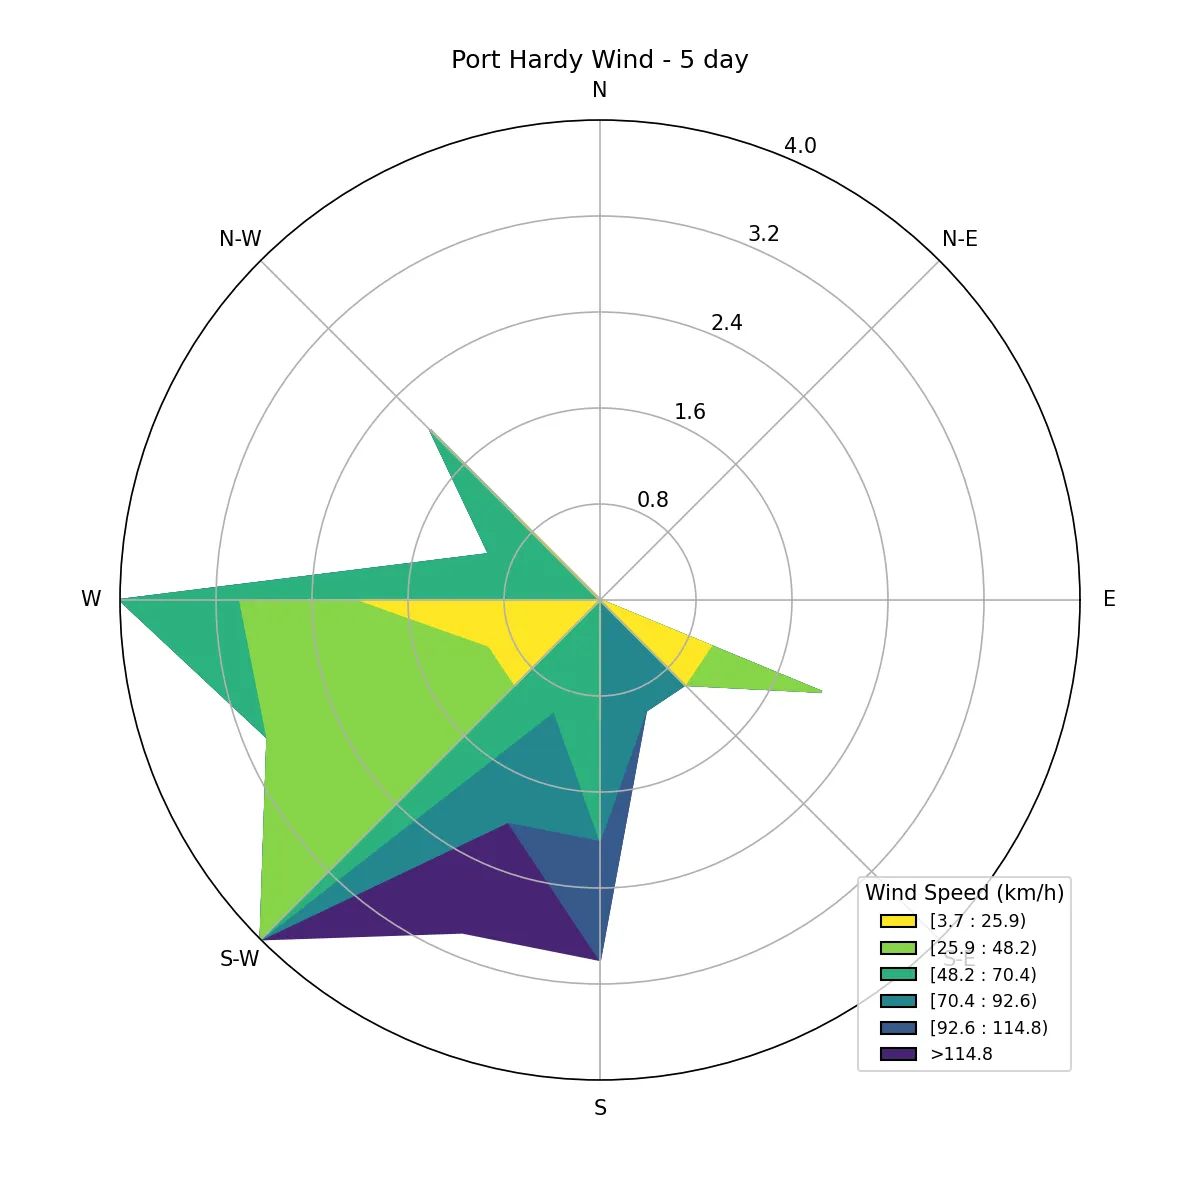 Port Hardy Wind - 5 day
N
4.0
N-W
3.2
N-E
2.4
1.6
0.8
W
E
Wind Speed (km/h)
[3.7 : 25.9)
[25.9 : 48.2)
S-W
S-E
[48.2 : 70.4)
[70.4 : 92.6)
[92.6 : 114.8)
>114.8
S